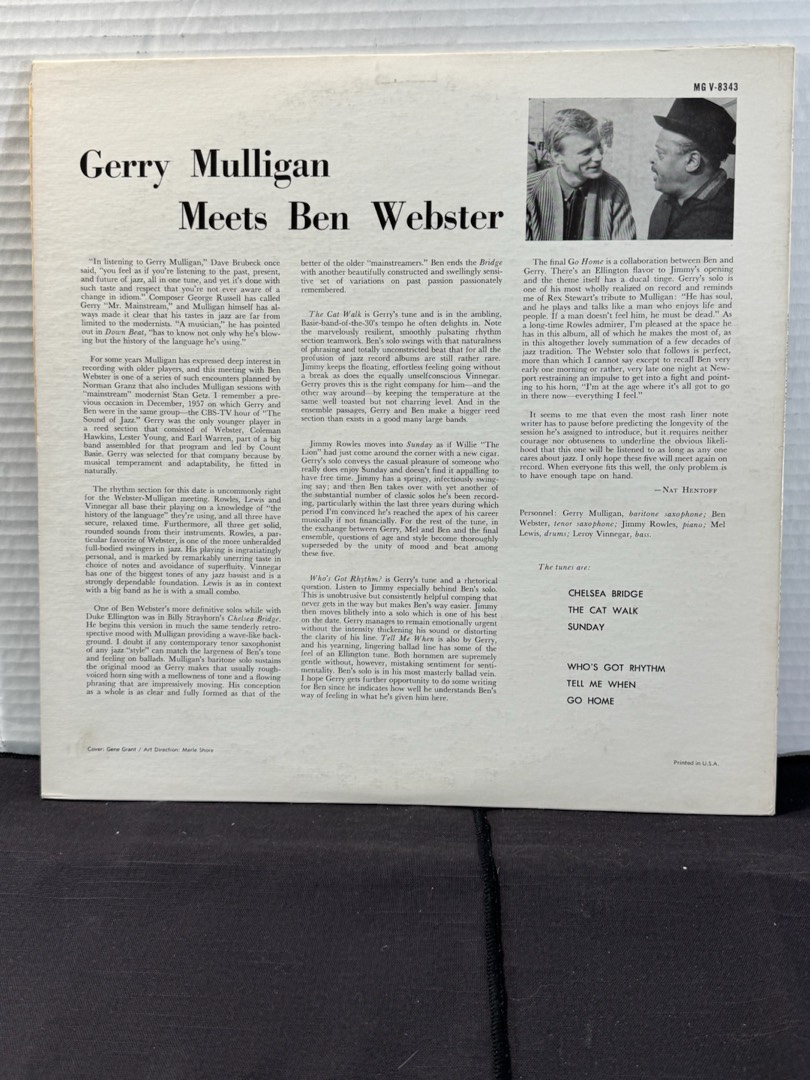 MG V-8343
Gerry Mulligan
Meets Ben Webster
"In listening to Gerry Mulligan," Dave Brubeck once
said, "you feel as if you're listening to the past, present,
and future of jazz, all in one tune, and yet it's done with
such taste and respect that you're not ever aware of a
change in idiom." Composer George Russell has called
Gerry "Mr. Mainstream," and Mulligan himself has al-
ways made it clear that his tastes in jazz are far from
limited to the modernists. "A musician," he has pointed
out in Down Beat, "has to know not only why he's blow-
ing but the history of the language he's using."
For some years Mulligan has expressed deep interest in
recording with older players, and this meeting with Ben
Webster is one of a series of such encounters planned by
Norman Granz that also includes Mulligan sessions with
"mainstream" modernist Stan Getz. I remember a pre-
vious occasion in December, 1957 on which Gerry and
Ben were in the same group—the CBS-TV hour of "The
Sound of Jazz." Gerry was the only younger player in
a reed section that consisted of Webster, Coleman
Hawkins, Lester Young, and Earl Warren, part of a big
band assembled for that program and led by Count
Basie. Gerry was selected for that company because by
musical temperament and adaptability, he fitted in
naturally.
The rhythm section for this date is uncommonly right
for the Webster-Mulligan meeting. Rowles, Lewis and
Vinnegar all base their playing on a knowledge of "the
history of the language" they're using, and all three have
secure, relaxed time. Furthermore, all three get solid,
rounded sounds from their instruments. Rowles, a par-
ticular favorite of Webster, is one of the more unheralded
full-bodied swingers in jazz. His playing is ingratiatingly
personal, and is marked by remarkably unerring taste in
choice of notes and avoidance of superfluity. Vinnegar
has one of the biggest tones of any jazz bassist and is a
strongly dependable foundation. Lewis is as in context
with a big band as he is with a small combo.
One of Ben Webster's more definitive solos while with
Duke Ellington was in Billy Strayhorn's Chelsea Bridge.
He begins this version in much the same tenderly retro-
spective mood with Mulligan providing a wave-like back-
ground. I doubt if any contemporary tenor saxophonist
of any jazz "style" can match the largeness of Ben's tone
and feeling on ballads. Mulligan's baritone solo sustains
the original mood as Gerry makes that usually rough-
voiced horn sing with a mellowness of tone and a flowing
phrasing that are impressively moving. His conception
as a whole is as clear and fully formed as that of the
better of the older "mainstreamers." Ben ends the Bridge
with another beautifully constructed and swellingly sensi-
tive set of variations on past passion passionately
remembered.
The Cat Walk is Gerry's tune and is in the ambling,
Basie-band-of-the-30's tempo he often delights in. Note
the marvelously resilient, smoothly pulsating rhythm
section teamwork. Ben's solo swings with that naturalness
of phrasing and totally unconstricted beat that for all the
profusion of jazz record albums are still rather rare.
Jimmy keeps the floating, effortless feeling going without
a break as does the equally unselfconscious Vinnegar.
Gerry proves this is the right company for him—and the
other way around—by keeping the temperature at the
same well toasted but not charring level. And in the
ensemble passages, Gerry and Ben make a bigger reed
section than exists in a good many large bands.
Jimmy Rowles moves into Sunday as if Willie "The
Lion" had just come around the corner with a new cigar.
Gerry's solo conveys the casual pleasure of someone who
really does enjoy Sunday and doesn't find it appalling to
have free time. Jimmy has a springy, infectiously swing-
ing say; and then Ben takes over with yet another of
the substantial number of classic solos he's been record-
ing, particularly within the last three years during which
period I'm convinced he's reached the apex of his career
musically if not financially. For the rest of the tune, in
the exchange between Gerry, Mel and Ben and the final
ensemble, questions of age and style become thoroughly
superseded by the unity of mood and beat among
these five.
Who's Got Rhythm? is Gerry's tune and a rhetorical
question. Listen to Jimmy especially behind Ben's solo.
This is unobtrusive but consistently helpful comping that
never gets in the way but makes Ben's way easier. Jimmy
then moves blithely into a solo which is one of his best
on the date. Gerry manages to remain emotionally urgent
without the intensity thickening his sound or distorting
the clarity of his line. Tell Me When is also by Gerry,
and his yearning, lingering ballad line has some of the
feel of an Ellington tune. Both hornmen are supremely
gentle without, however, mistaking sentiment for senti-
mentality. Ben's solo is in his most masterly ballad vein.
I hope Gerry gets further opportunity to do some writing
for Ben since he indicates how well he understands Ben's
way of feeling in what he's given him here.
The final Go Home is a collaboration between Ben and
Gerry. There's an Ellington flavor to Jimmy's opening
and the theme itself has a ducal tinge. Gerry's solo is
one of his most wholly realized on record and reminds
me of Rex Stewart's tribute to Mulligan: "He has soul,
and he plays and talks like a man who enjoys life and
people. If a man doesn't feel him, he must be dead." As
a long-time Rowles admirer, I'm pleased at the space he
has in this album, all of which he makes the most of, as
in this altogether lovely summation of a few decades of
jazz tradition. The Webster solo that follows is perfect,
more than which I cannot say except to recall Ben very
early one morning or rather, very late one night at New-
port restraining an impulse to get into a fight and point-
ing to his horn, "I'm at the age where it's all got to go
in there now—everything I feel."
It seems to me that even the most rash liner note
writer has to pause before predicting the longevity of the
session he's assigned to introduce, but it requires neither
courage nor obtuseness to underline the obvious likeli-
hood that this one will be listened to as long as any one
cares about jazz. I only hope these five will meet again on
record. When everyone fits this well, the only problem is
to have enough tape on hand.
—NAT HENTOFF
Personnel: Gerry Mulligan, baritone saxophone; Ben
Webster, tenor saxophone; Jimmy Rowles, piano; Mel
Lewis, drums; Leroy Vinnegar, bass.
The tunes are:
CHELSEA BRIDGE
THE CAT WALK
SUNDAY
WHO'S GOT RHYTHM
TELL ME WHEN
GO HOME
Cover: Gene Grant / Art Direction: Merle Shore
Printed in U.S.A.